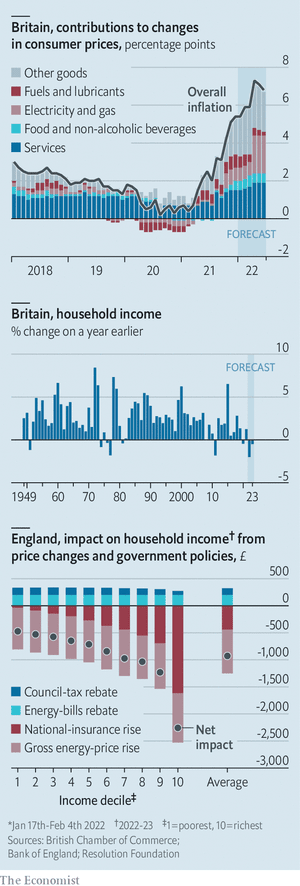 Britain, contributions to changes
in consumer prices, percentage points
Other goods
Fuels and lubricants
Electricity and gas
Food and non-alcoholic beverages
Services
Overall
inflation
8
6
4
2
0
-2
FORECAST
2018 19 20 21 22
Britain, household income
% change on a year earlier
10
FORECAST
5
0
-5
1949 60 70 80 90 2000 10 23
England, impact on household income† from
price changes and government policies, £
500
0
-500
-1,000
-1,500
-2,000
-2,500
-3,000
Council-tax rebate
Energy-bills rebate
National-insurance rise
Gross energy-price rise
Net
impact
1 2 3 4 5 6 7 8 9 10 Average
Income decile‡
*Jan 17th-Feb 4th 2022 †2022-23 ‡1=poorest, 10=richest
Sources: British Chamber of Commerce;
Bank of England; Resolution Foundation
The Economist